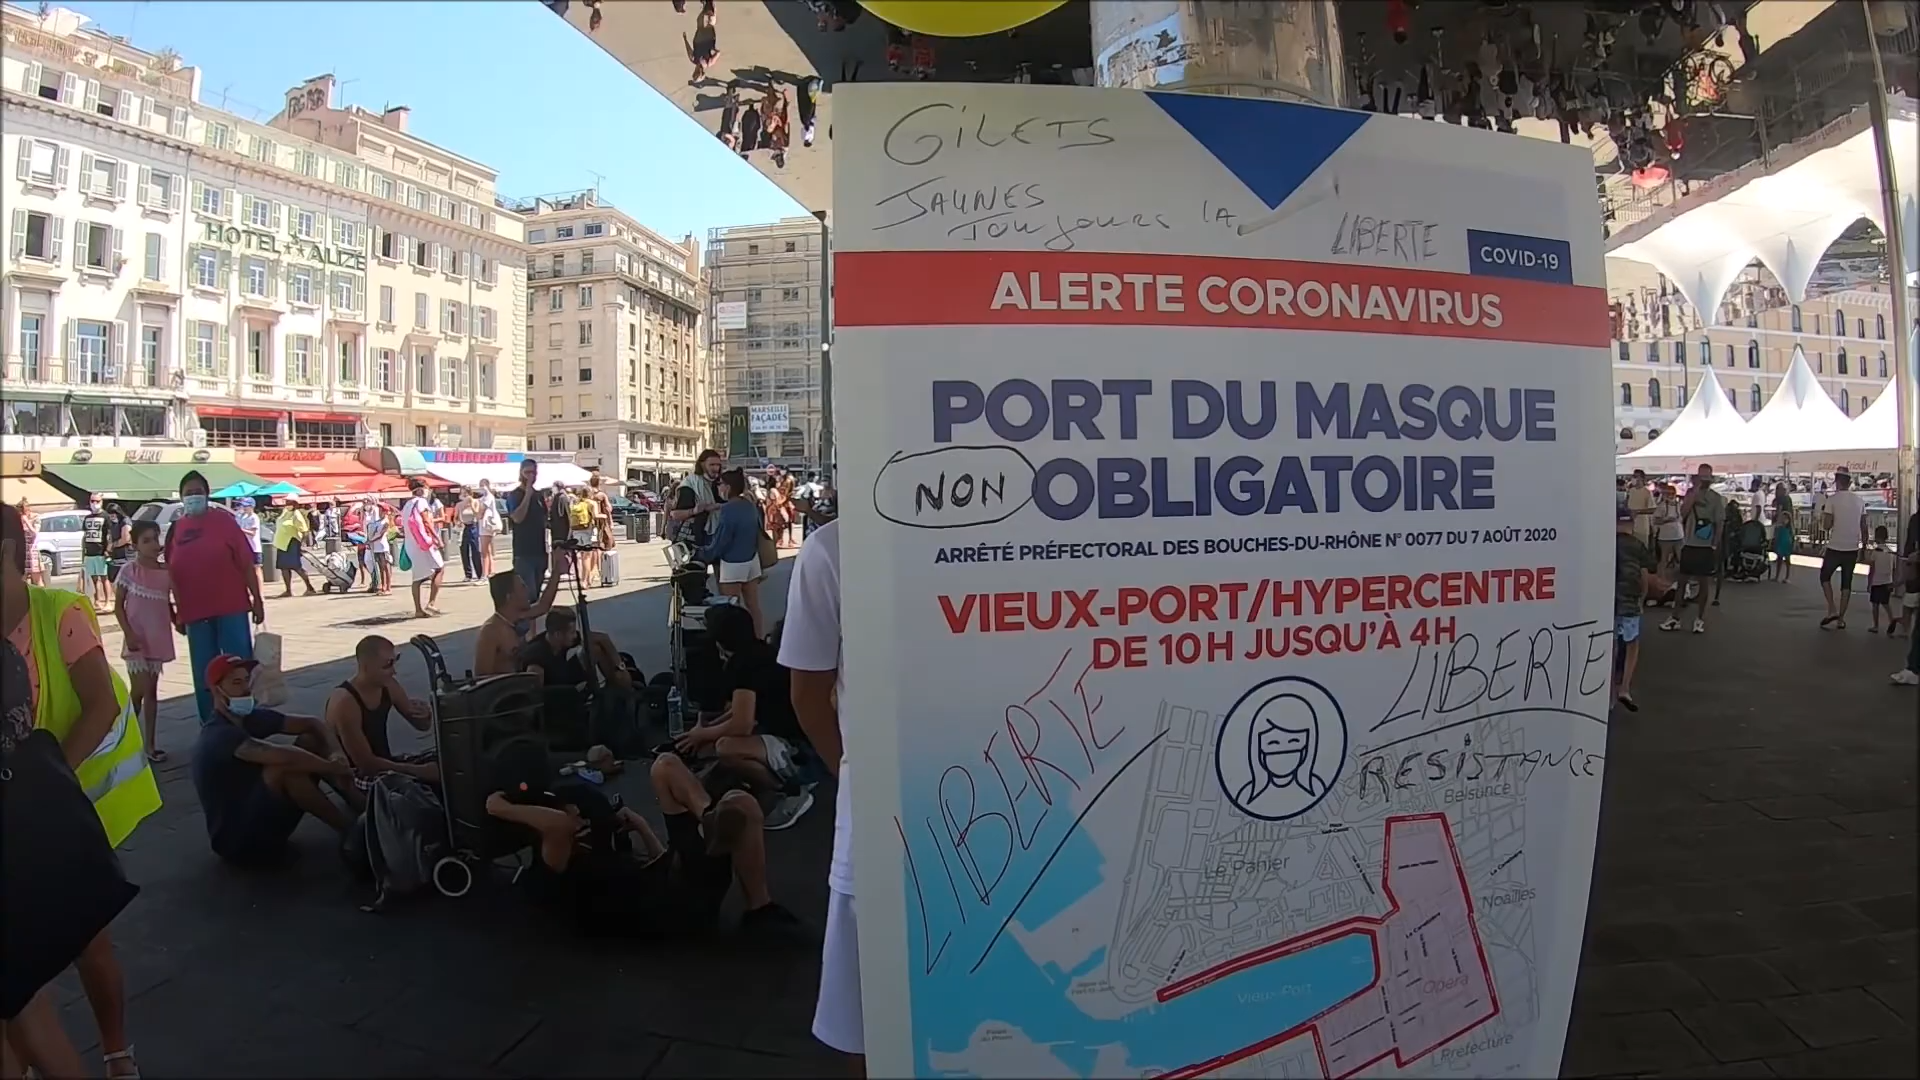 HOTEL ALIZE
MARSEILLE
FAÇADES
GILETS
JAUNES
TOUJOURS LA
LIBERTE
COVID-19
ALERTE CORONAVIRUS
PORT DU MASQUE
NON OBLIGATOIRE
ARRÊTÉ PRÉFECTORAL DES BOUCHES-DU-RHÔNE N° 0077 DU 7 AOÛT 2020
VIEUX-PORT/HYPERCENTRE
DE 10H JUSQU'À 4H
LIBERTE
LIBERTE
RESISTANCE
Belsunce
Le Panier
Noailles
Vieux-Port
Opéra
Préfecture